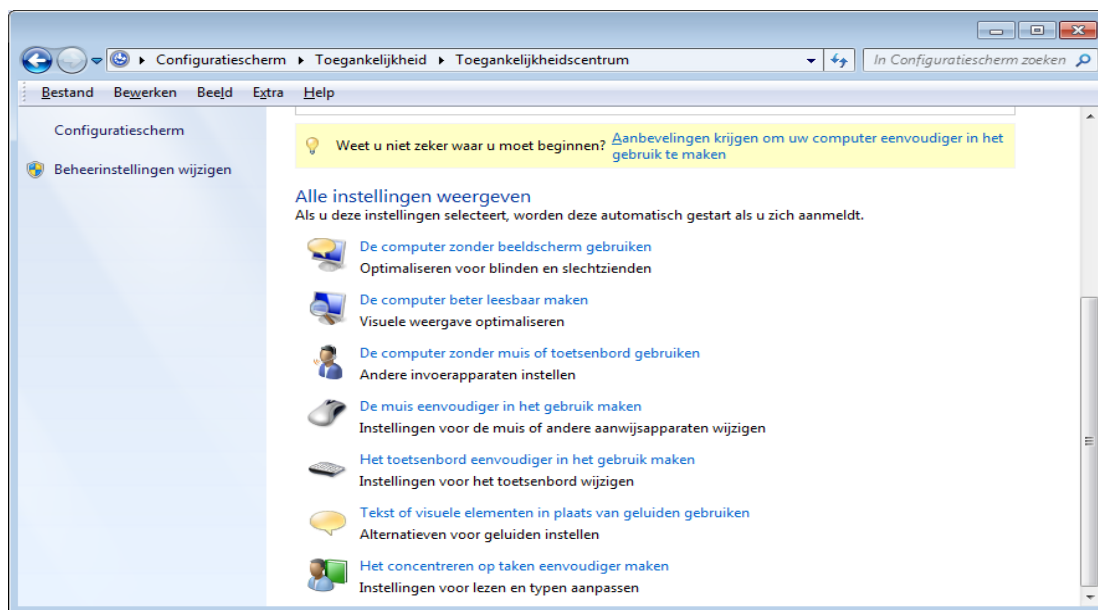 Configuratiescherm Toegankelijkheid Toegankelijkheidscentrum In Configuratiescherm zoeken
Bestand Bewerken Beeld Extra Help
Configuratiescherm
Beheerinstellingen wijzigen
Weet u niet zeker waar u moet beginnen? Aanbevelingen krijgen om uw computer eenvoudiger in het
gebruik te maken
Alle instellingen weergeven
Als u deze instellingen selecteert, worden deze automatisch gestart als u zich aanmeldt.
De computer zonder beeldscherm gebruiken
Optimaliseren voor blinden en slechtzienden
De computer beter leesbaar maken
Visuele weergave optimaliseren
De computer zonder muis of toetsenbord gebruiken
Andere invoerapparaten instellen
De muis eenvoudiger in het gebruik maken
Instellingen voor de muis of andere aanwijsapparaten wijzigen
Het toetsenbord eenvoudiger in het gebruik maken
Instellingen voor het toetsenbord wijzigen
Tekst of visuele elementen in plaats van geluiden gebruiken
Alternatieven voor geluiden instellen
Het concentreren op taken eenvoudiger maken
Instellingen voor lezen en typen aanpassen